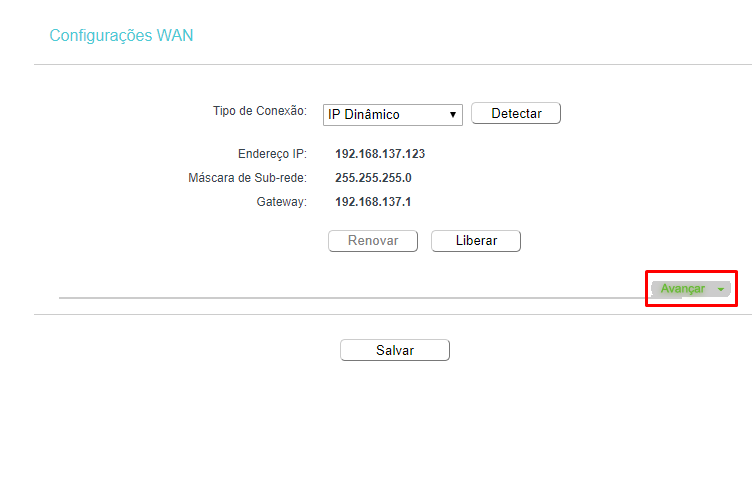 Configurações WAN
Tipo de Conexão: IP Dinâmico Detectar
Endereço IP: 192.168.137.123
Máscara de Sub-rede: 255.255.255.0
Gateway: 192.168.137.1
Renovar Liberar
Avançar
Salvar